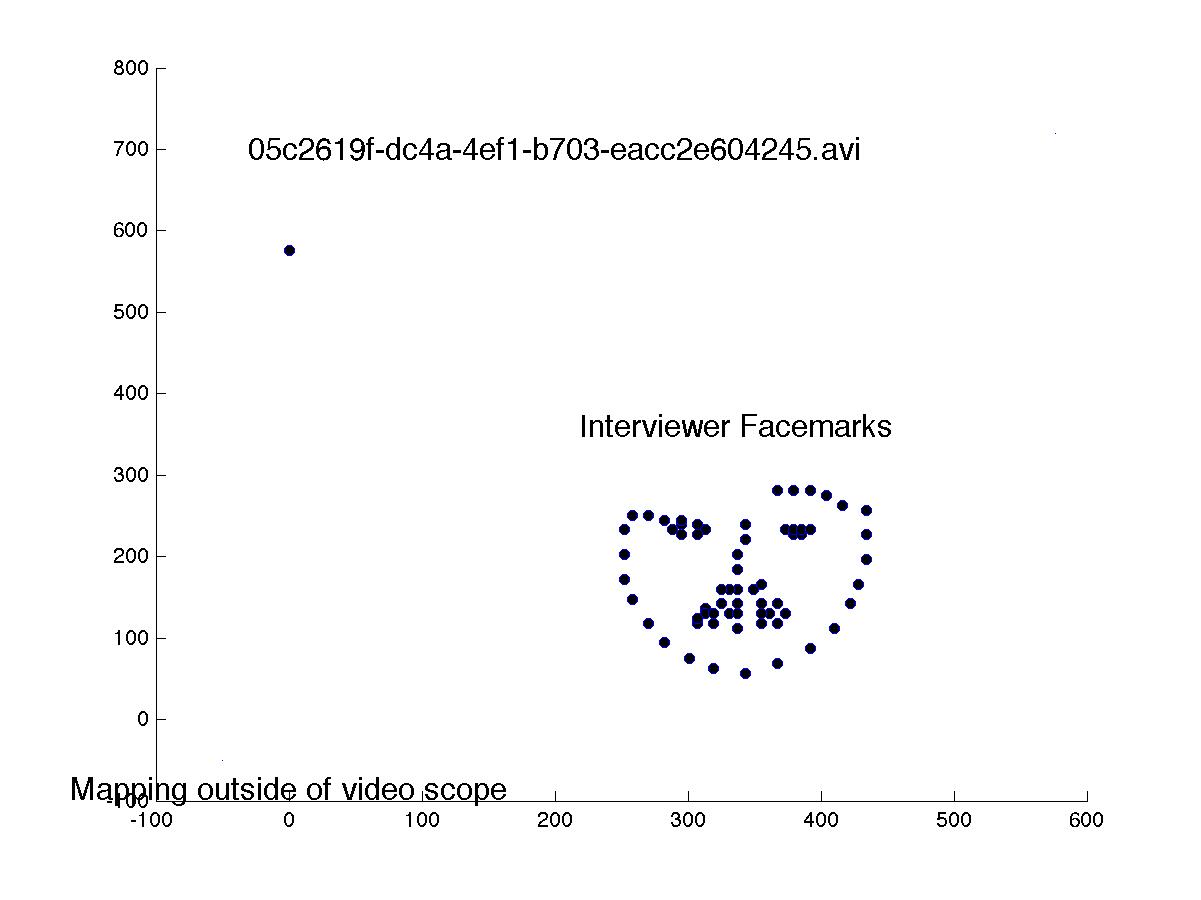 800
700
05c2619f-dc4a-4ef1-b703-eacc2e604245.avi
600
500
400
Interviewer Facemarks
300
200
100
0
Mapping outside of video scope
-100
-100 0 100 200 300 400 500 600